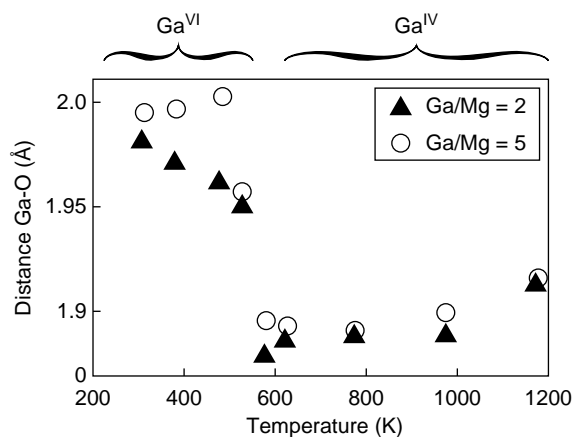 Ga^VI Ga^IV
2.0
1.95
1.9
0
Distance Ga-O (Å)
Ga/Mg = 2
Ga/Mg = 5
200 400 600 800 1000 1200
Temperature (K)